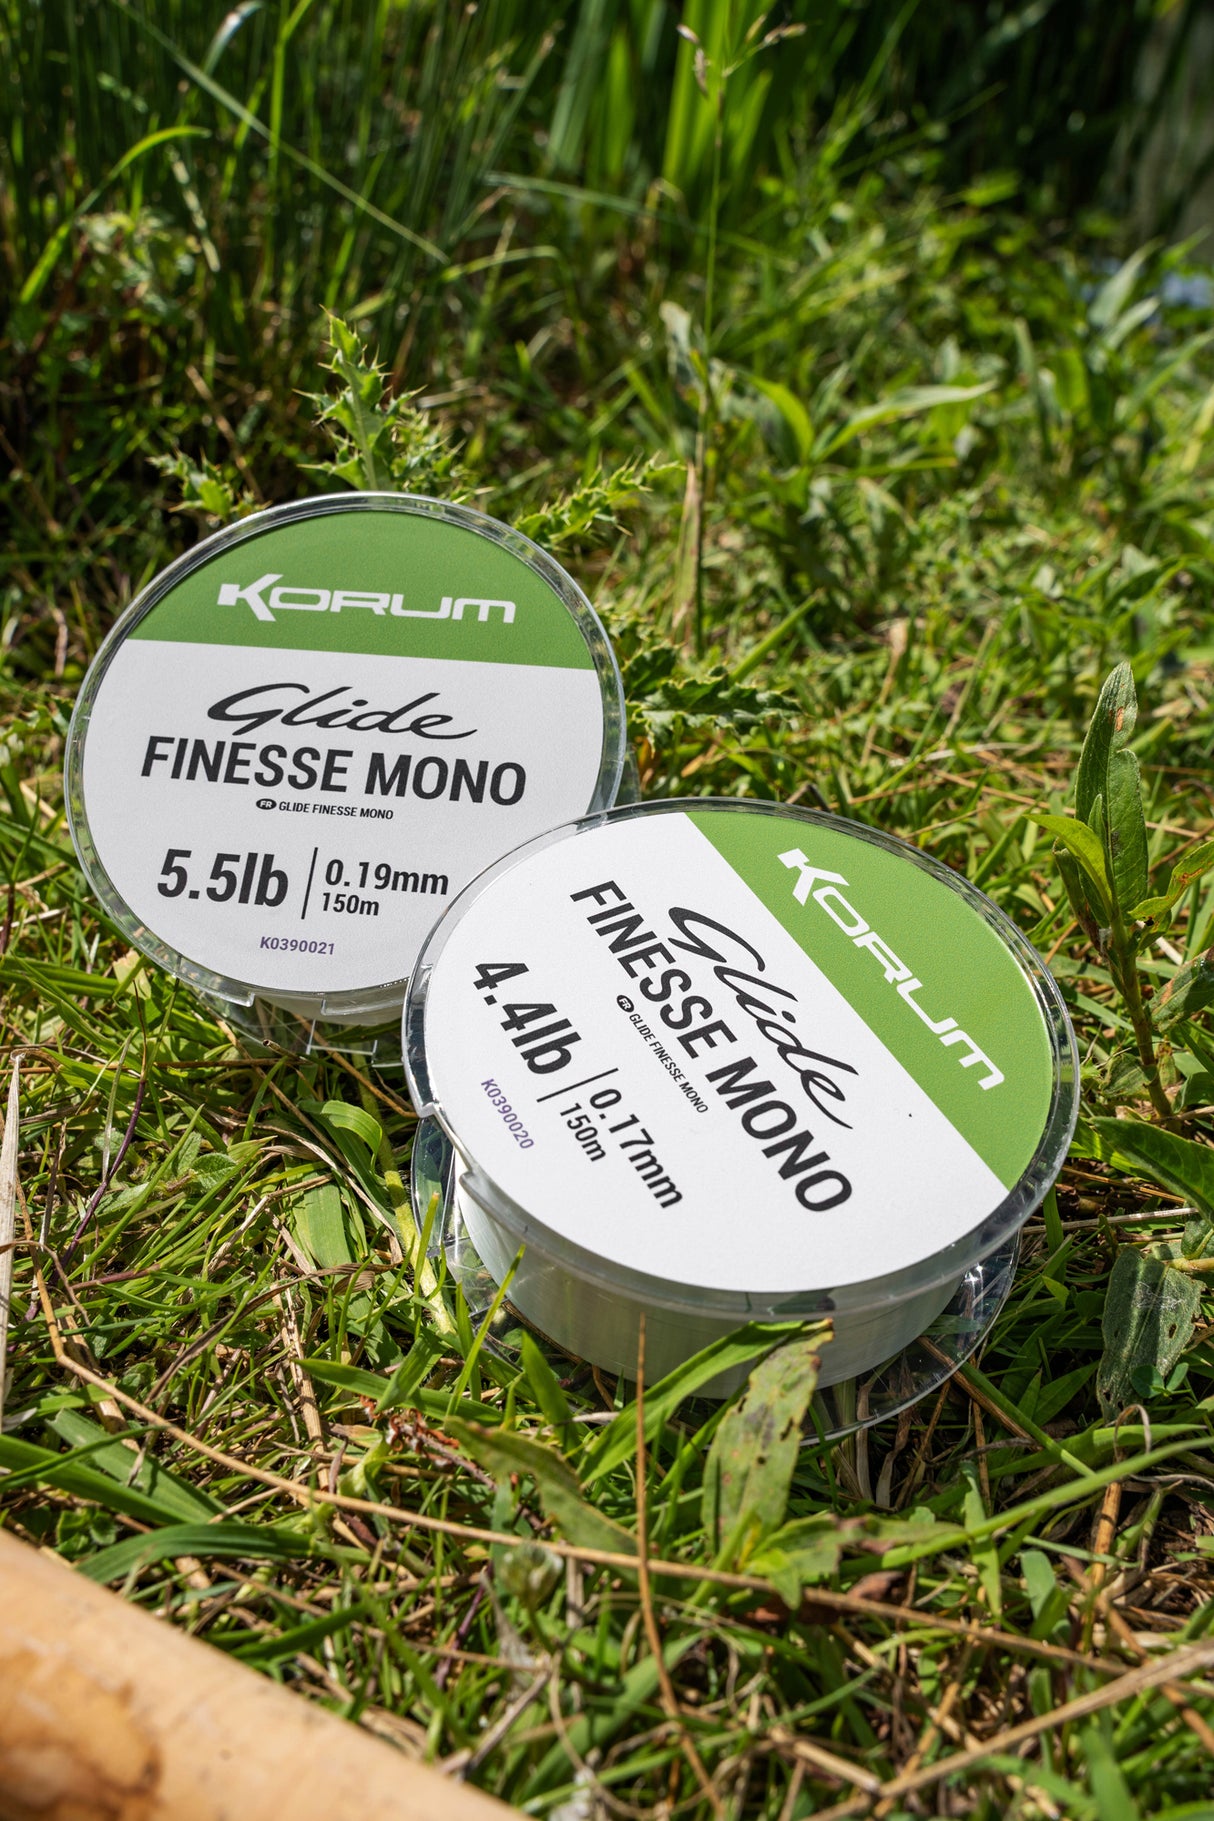 KORUM
Glide
FINESSE MONO
FR GLIDE FINESSE MONO
5.5lb
0.19mm
150m
K0390021
KORUM
Glide
FINESSE MONO
FR GLIDE FINESSE MONO
4.4lb
0.17mm
150m
K0390020